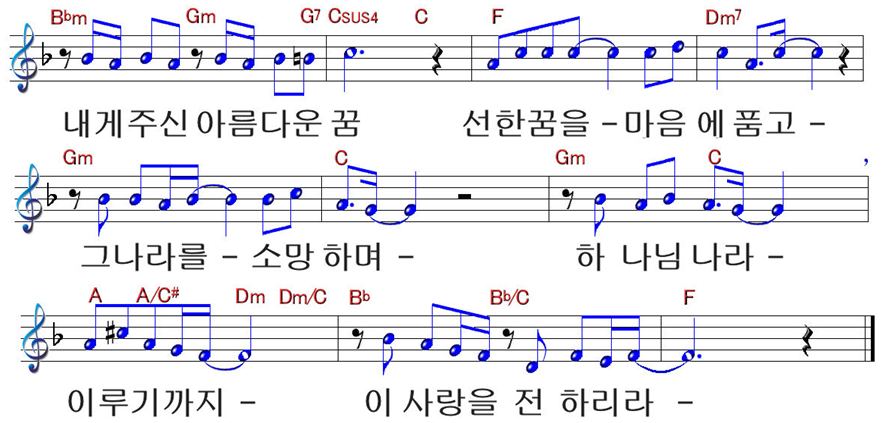 B♭m Gm G7 Csus4 C F Dm7
내게주신 아름다운 꿈 선한꿈을 - 마음 에 품고 -
Gm C Gm C
그나라를 - 소망 하며 - 하 나님 나라 -
A A/C# Dm Dm/C B♭ B♭/C F
이루기까지 - 이 사랑을 전 하리라 -